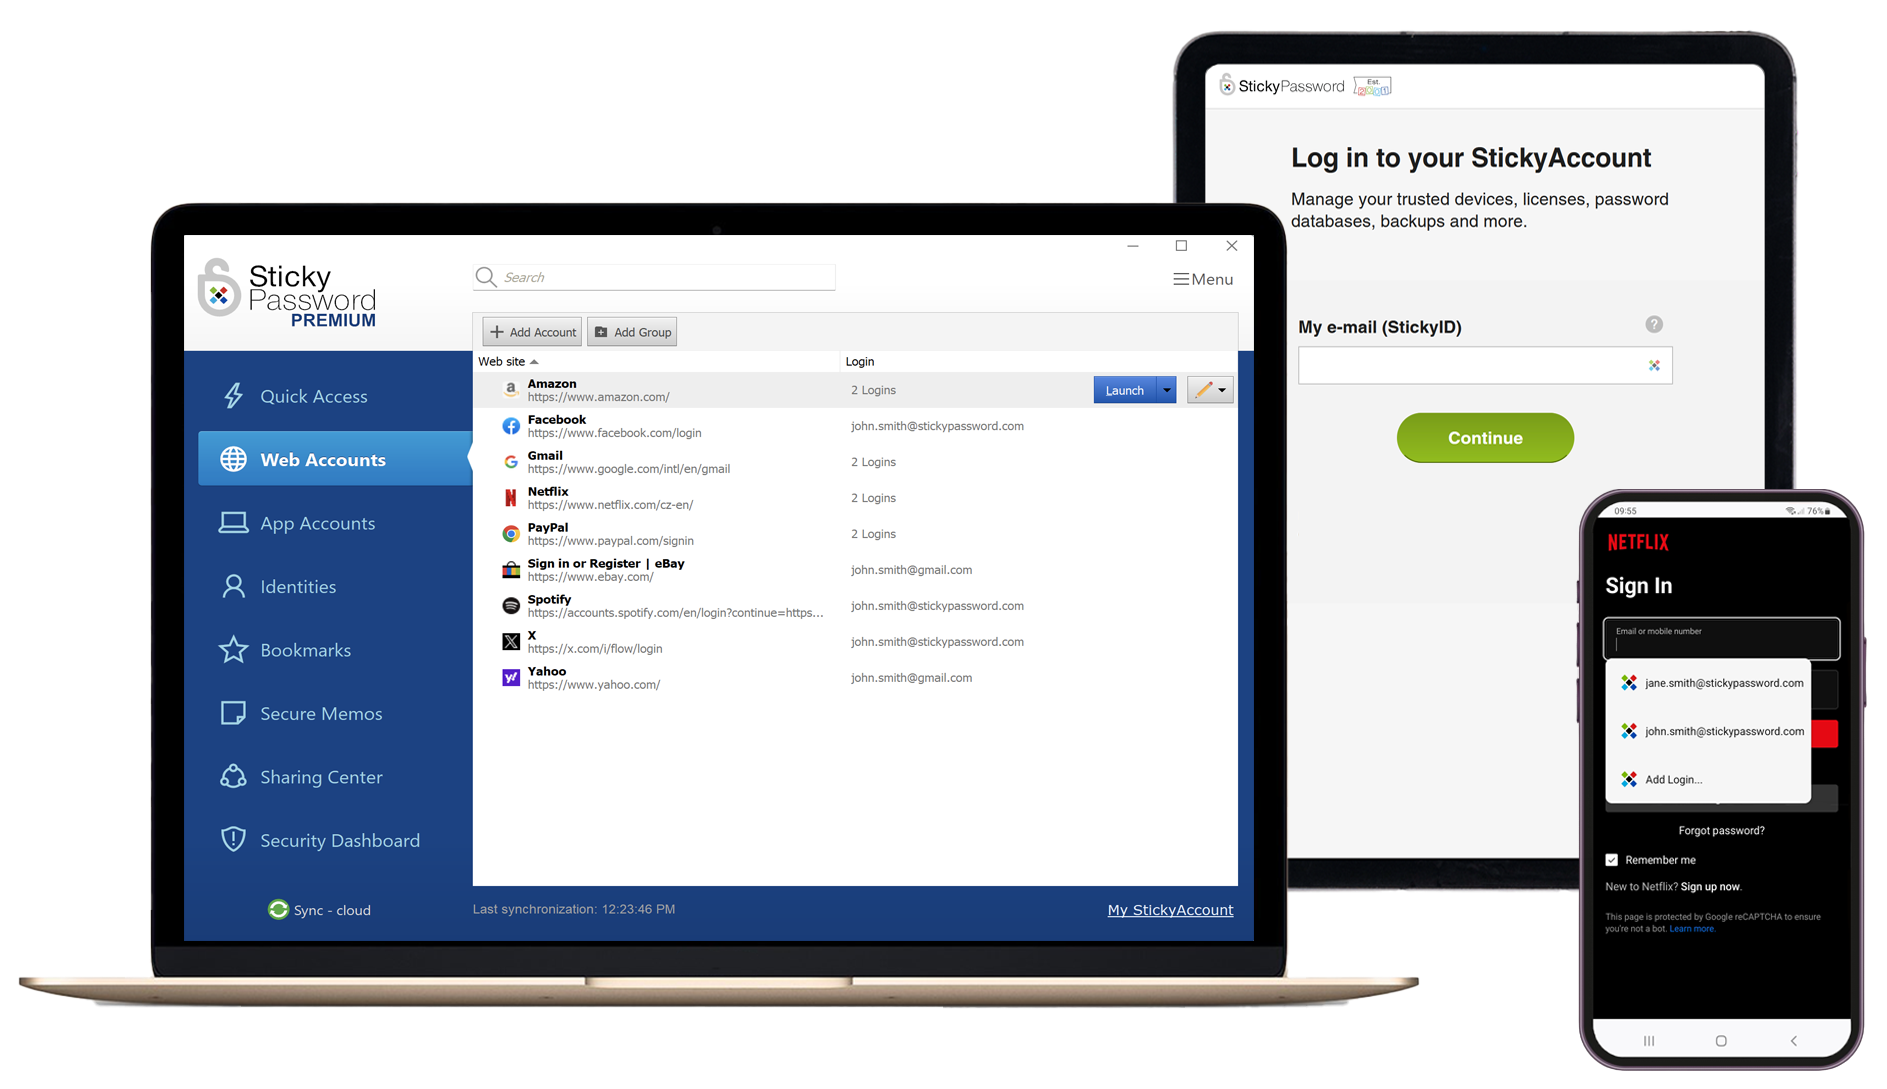 Sticky
Password
PREMIUM
Search
Menu
Add Account
Add Group
Web site
Login
Quick Access
Web Accounts
App Accounts
Identities
Bookmarks
Secure Memos
Sharing Center
Security Dashboard
Sync - cloud
Amazon
https://www.amazon.com/
2 Logins
Launch
Facebook
https://www.facebook.com/login
john.smith@stickypassword.com
Gmail
https://www.google.com/intl/en/gmail
2 Logins
Netflix
https://www.netflix.com/cz-en/
2 Logins
PayPal
https://www.paypal.com/signin
2 Logins
Sign in or Register | eBay
https://www.ebay.com/
john.smith@gmail.com
Spotify
https://accounts.spotify.com/en/login?continue=https...
john.smith@stickypassword.com
X
https://x.com/i/flow/login
john.smith@stickypassword.com
Yahoo
https://www.yahoo.com/
john.smith@gmail.com
Last synchronization: 12:23:46 PM
My StickyAccount
StickyPassword
Est.
2001
Log in to your StickyAccount
Manage your trusted devices, licenses, password
databases, backups and more.
My e-mail (StickyID)
?
Continue
09:55
76%
NETFLIX
Sign In
Email or mobile number
jane.smith@stickypassword.com
john.smith@stickypassword.com
Add Login...
Forgot password?
Remember me
New to Netflix? Sign up now.
This page is protected by Google reCAPTCHA to ensure
you're not a bot. Learn more.